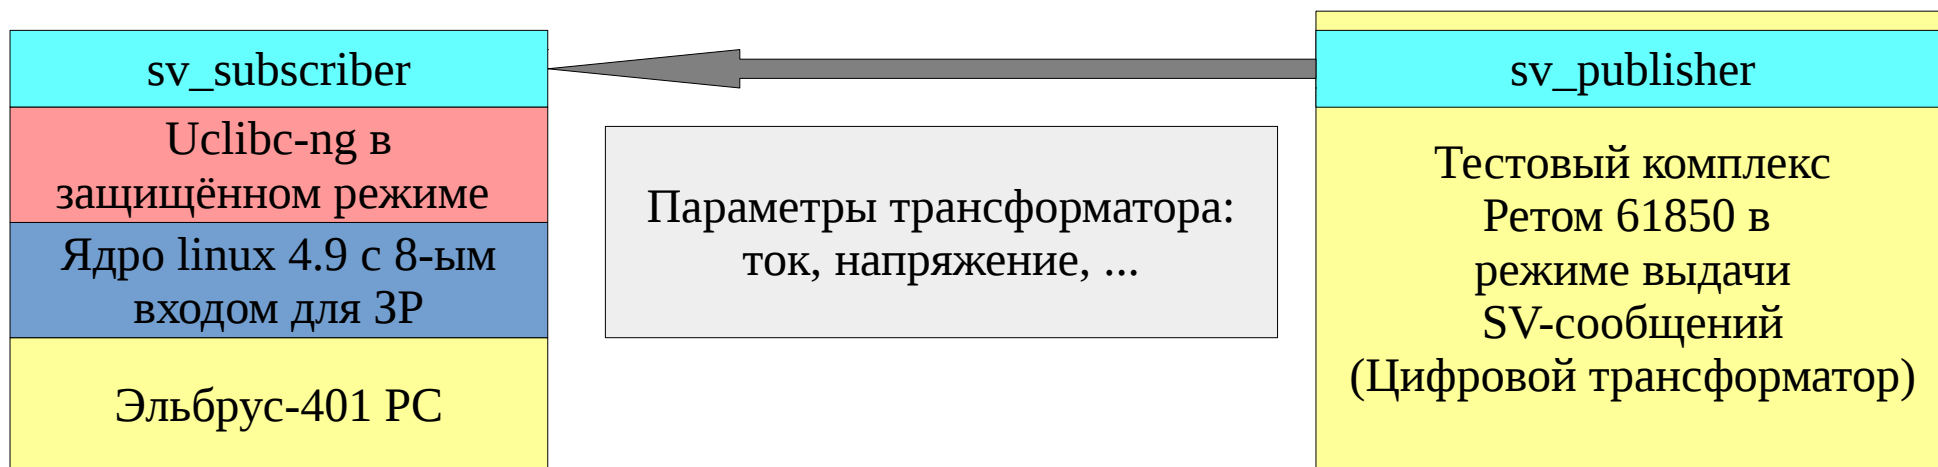 sv_subscriber
Uclibc-ng в
защищённом режиме
Ядро linux 4.9 с 8-ым
входом для ЗР
Эльбрус-401 PC
Параметры трансформатора:
ток, напряжение, ...
sv_publisher
Тестовый комплекс
Ретом 61850 в
режиме выдачи
SV-сообщений
(Цифровой трансформатор)